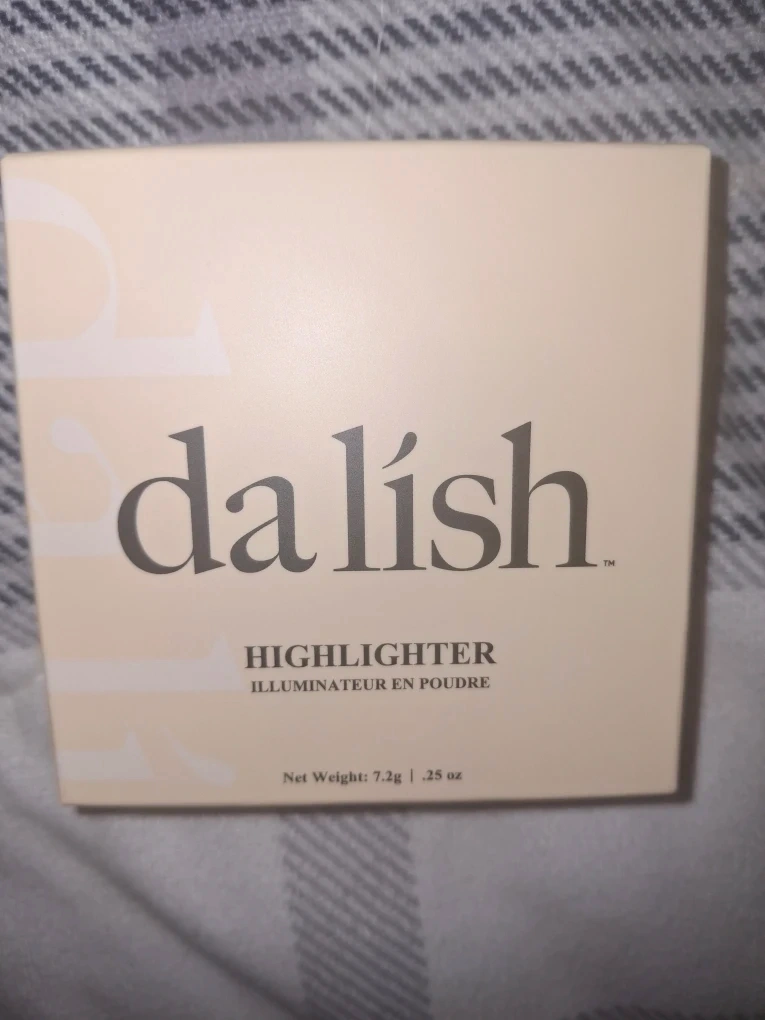 da lísh™
HIGHLIGHTER
ILLUMINATEUR EN POUDRE
Net Weight: 7.2g | .25 oz